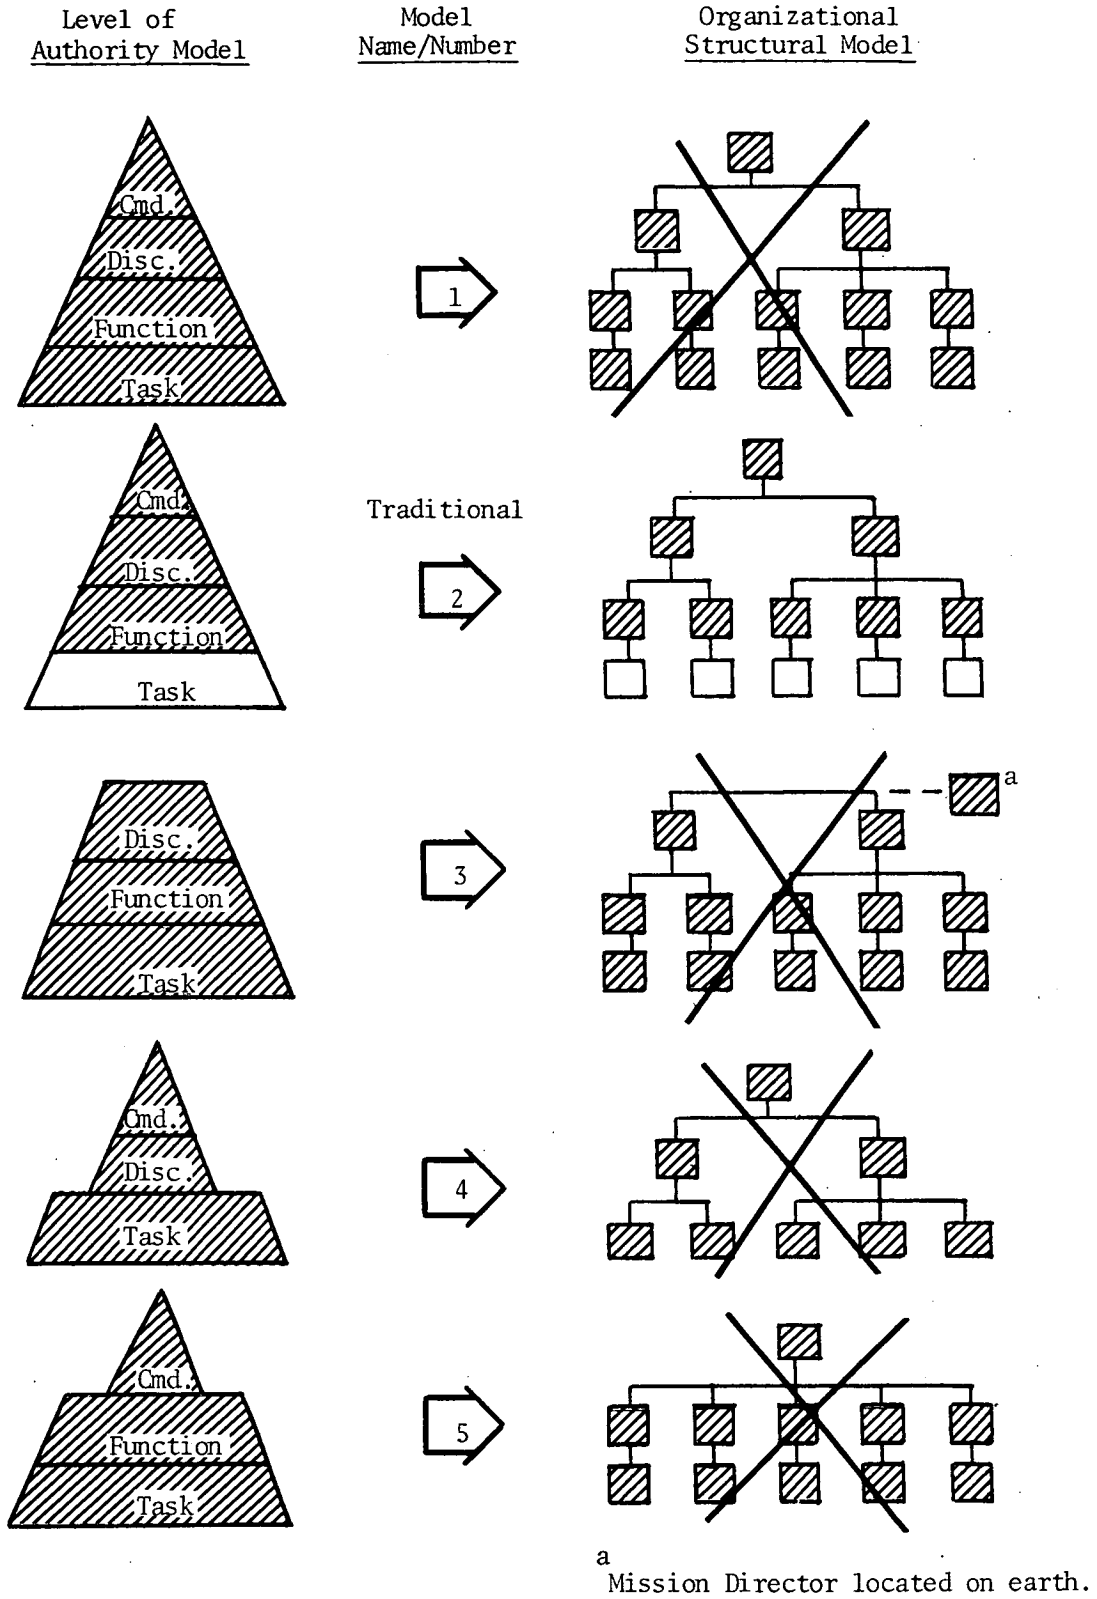 Level of
Authority Model
Model
Name/Number
Organizational
Structural Model
Cmd.
Disc.
Function
Task
1
Cmd.
Disc.
Function
Task
Traditional
2
a
Disc.
Function
Task
3
Cmd.
Disc.
Task
4
Cmd.
Function
Task
5
a
Mission Director located on earth.